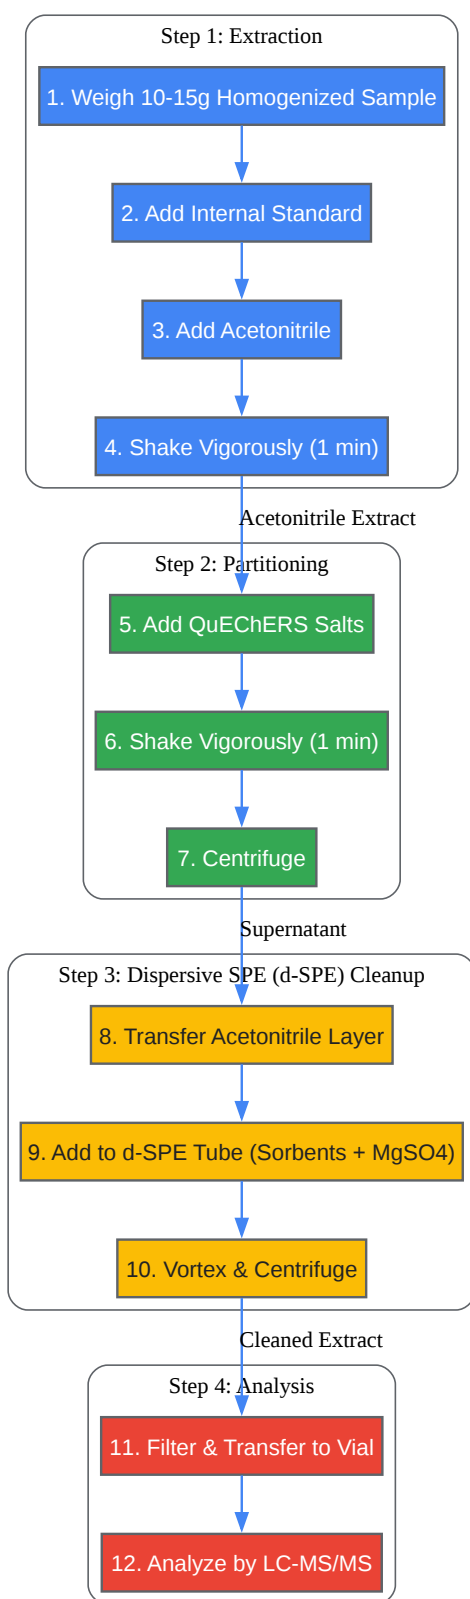 Step 1: Extraction
1. Weigh 10-15g Homogenized Sample
2. Add Internal Standard
3. Add Acetonitrile
4. Shake Vigorously (1 min)
Acetonitrile Extract
Step 2: Partitioning
5. Add QuEChERS Salts
6. Shake Vigorously (1 min)
7. Centrifuge
Supernatant
Step 3: Dispersive SPE (d-SPE) Cleanup
8. Transfer Acetonitrile Layer
9. Add to d-SPE Tube (Sorbents + MgSO4)
10. Vortex & Centrifuge
Cleaned Extract
Step 4: Analysis
11. Filter & Transfer to Vial
12. Analyze by LC-MS/MS